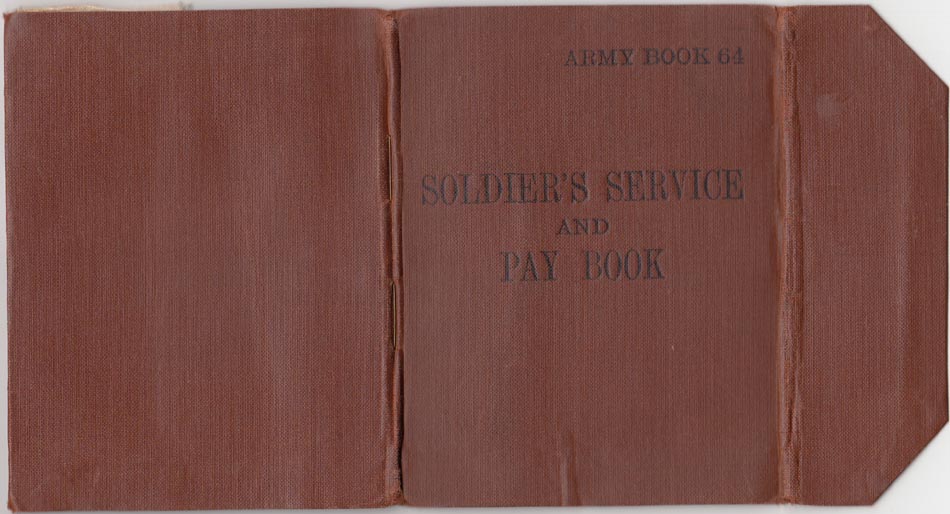 ARMY BOOK 64
SOLDIER'S SERVICE
AND
PAY BOOK